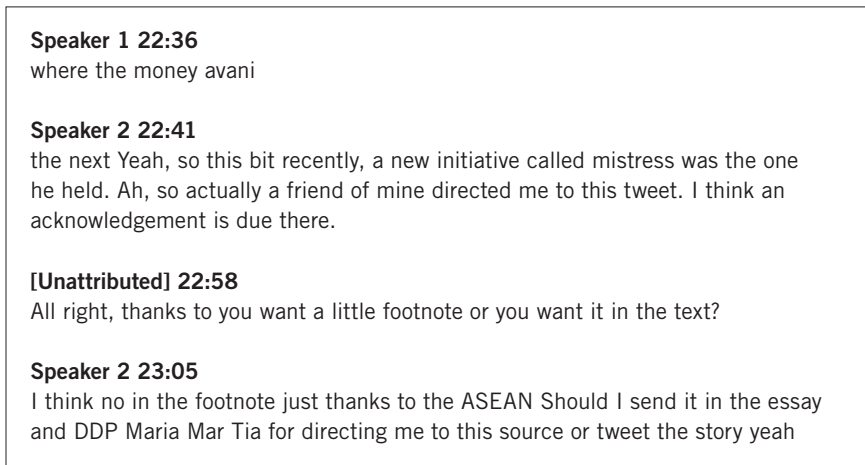 Speaker 1 22:36
where the money avani
Speaker 2 22:41
the next Yeah, so this bit recently, a new initiative called mistress was the one
he held. Ah, so actually a friend of mine directed me to this tweet. I think an
acknowledgement is due there.
[Unattributed] 22:58
All right, thanks to you want a little footnote or you want it in the text?
Speaker 2 23:05
I think no in the footnote just thanks to the ASEAN Should I send it in the essay
and DDP Maria Mar Tia for directing me to this source or tweet the story yeah